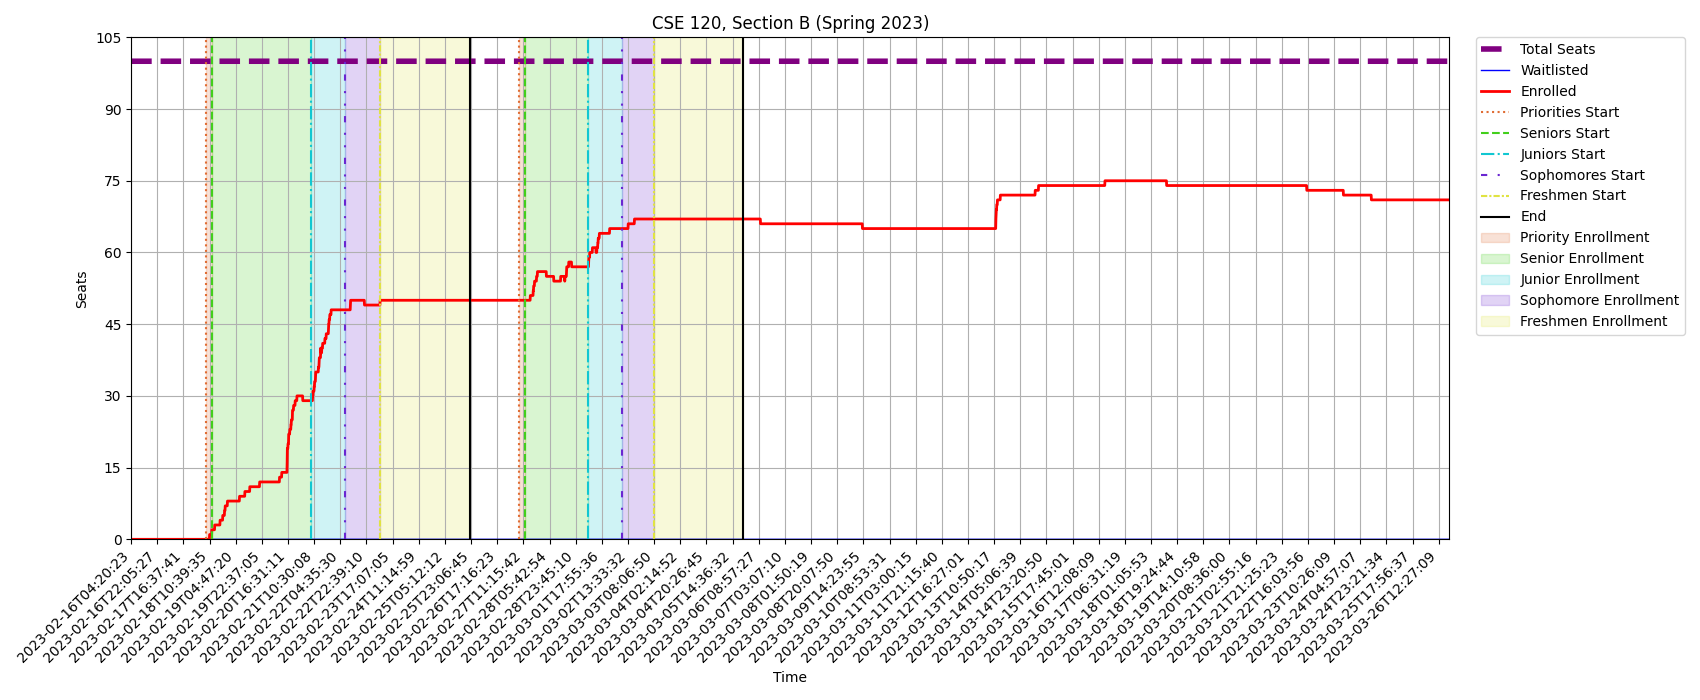 CSE 120, Section B (Spring 2023)
105
90
75
60
45
30
15
0
Seats
2023-02-16T04:20:23
2023-02-16T22:05:27
2023-02-17T16:37:41
2023-02-18T10:39:35
2023-02-19T04:47:20
2023-02-19T22:37:05
2023-02-20T16:31:11
2023-02-21T10:30:08
2023-02-22T04:35:30
2023-02-22T22:39:10
2023-02-23T17:07:05
2023-02-24T11:14:59
2023-02-25T05:12:12
2023-02-25T23:06:45
2023-02-26T17:16:23
2023-02-27T11:15:42
2023-02-28T05:42:54
2023-02-28T23:45:10
2023-03-01T17:55:36
2023-03-02T13:33:32
2023-03-03T08:06:50
2023-03-04T02:14:52
2023-03-04T20:26:45
2023-03-05T14:36:32
2023-03-06T08:57:27
2023-03-07T03:07:10
2023-03-08T01:50:19
2023-03-08T20:07:50
2023-03-09T14:23:55
2023-03-10T08:53:31
2023-03-11T03:00:15
2023-03-11T21:15:40
2023-03-12T16:27:01
2023-03-13T10:50:17
2023-03-14T05:06:39
2023-03-14T23:20:50
2023-03-15T17:45:01
2023-03-16T12:08:09
2023-03-17T06:31:19
2023-03-18T01:05:53
2023-03-18T19:24:44
2023-03-19T14:10:58
2023-03-20T08:36:00
2023-03-21T02:55:16
2023-03-21T21:25:23
2023-03-22T16:03:56
2023-03-23T10:26:09
2023-03-24T04:57:07
2023-03-24T23:21:34
2023-03-25T17:56:37
2023-03-26T12:27:09
Time
Total Seats
Waitlisted
Enrolled
Priorities Start
Seniors Start
Juniors Start
Sophomores Start
Freshmen Start
End
Priority Enrollment
Senior Enrollment
Junior Enrollment
Sophomore Enrollment
Freshmen Enrollment